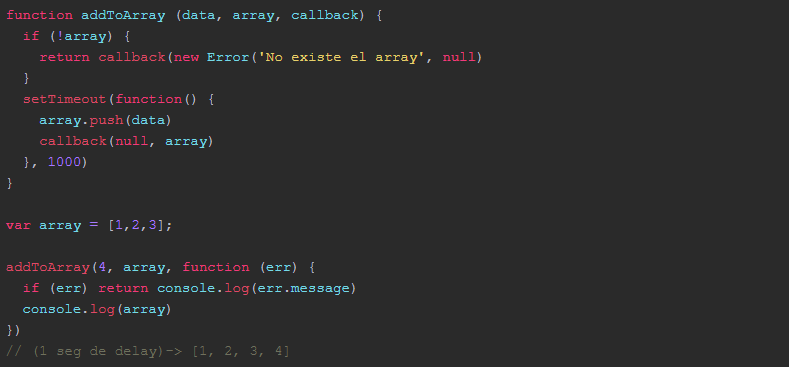 function addToArray (data, array, callback) {
  if (!array) {
    return callback(new Error('No existe el array', null)
  }
  setTimeout(function() {
    array.push(data)
    callback(null, array)
  }, 1000)
}

var array = [1,2,3];

addToArray(4, array, function (err) {
  if (err) return console.log(err.message)
  console.log(array)
})
// (1 seg de delay)-> [1, 2, 3, 4]